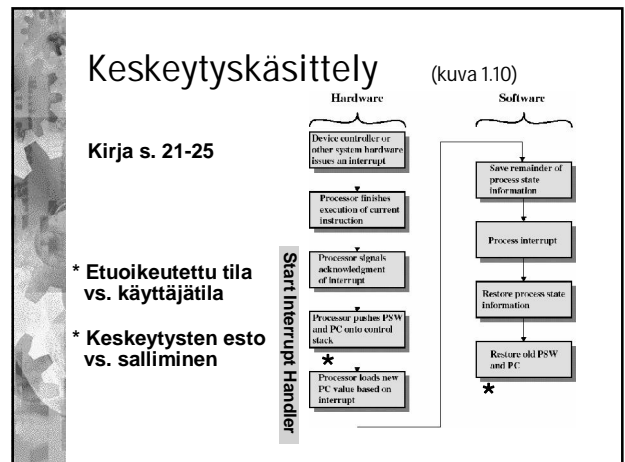 Keskeytyskäsittely (kuva 1.10)
Kirja s. 21-25
* Etuoikeutettu tila
vs. käyttäjätila
* Keskeytysten esto
vs. salliminen
Start Interrupt Handler
Hardware
Device controller or
other system hardware
issues an interrupt
Processor finishes
execution of current
instruction
Processor signals
acknowledgment
of interrupt
Processor pushes PSW
and PC onto control
stack
*
Processor loads new
PC value based on
interrupt
Software
Save remainder of
process state
information
Process interrupt
Restore process state
information
Restore old PSW
and PC
*